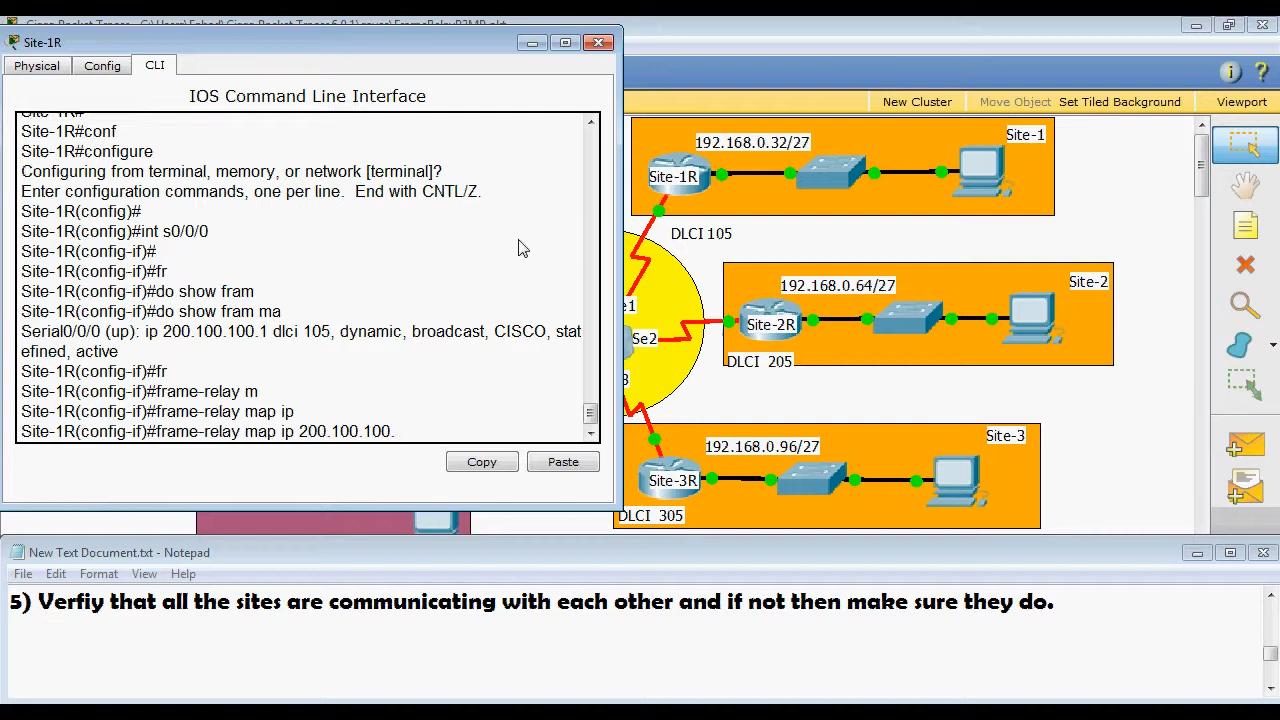 Site-1R
Physical Config CLI
IOS Command Line Interface
Site-1R#conf
Site-1R#configure
Configuring from terminal, memory, or network [terminal]?
Enter configuration commands, one per line. End with CNTL/Z.
Site-1R(config)#
Site-1R(config)#int s0/0/0
Site-1R(config-if)#
Site-1R(config-if)#fr
Site-1R(config-if)#do show fram
Site-1R(config-if)#do show fram ma
Serial0/0/0 (up): ip 200.100.100.1 dlci 105, dynamic, broadcast, CISCO, stat
efined, active
Site-1R(config-if)#fr
Site-1R(config-if)#frame-relay m
Site-1R(config-if)#frame-relay map ip
Site-1R(config-if)#frame-relay map ip 200.100.100.
Copy Paste
New Cluster Move Object Set Tiled Background Viewport
192.168.0.32/27
Site-1
Site-1R
DLCI 105
192.168.0.64/27
Site-2
Site-2R
Se2
DLCI 205
192.168.0.96/27
Site-3
Site-3R
DLCI 305
New Text Document.txt - Notepad
File Edit Format View Help
5) Verfiy that all the sites are communicating with each other and if not then make sure they do.